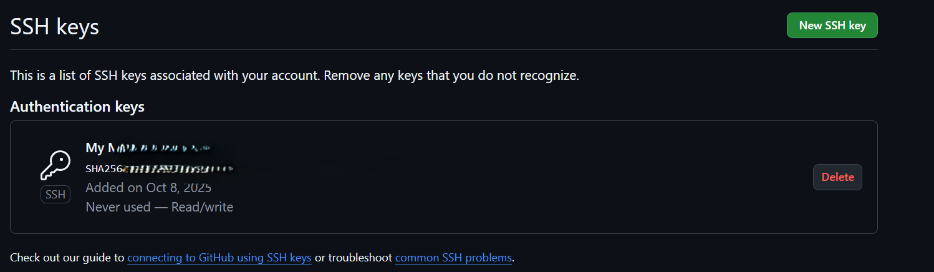 SSH keys
New SSH key
This is a list of SSH keys associated with your account. Remove any keys that you do not recognize.
Authentication keys
My
SHA256
Added on Oct 8, 2025
SSH
Never used — Read/write
Delete
Check out our guide to connecting to GitHub using SSH keys or troubleshoot common SSH problems.